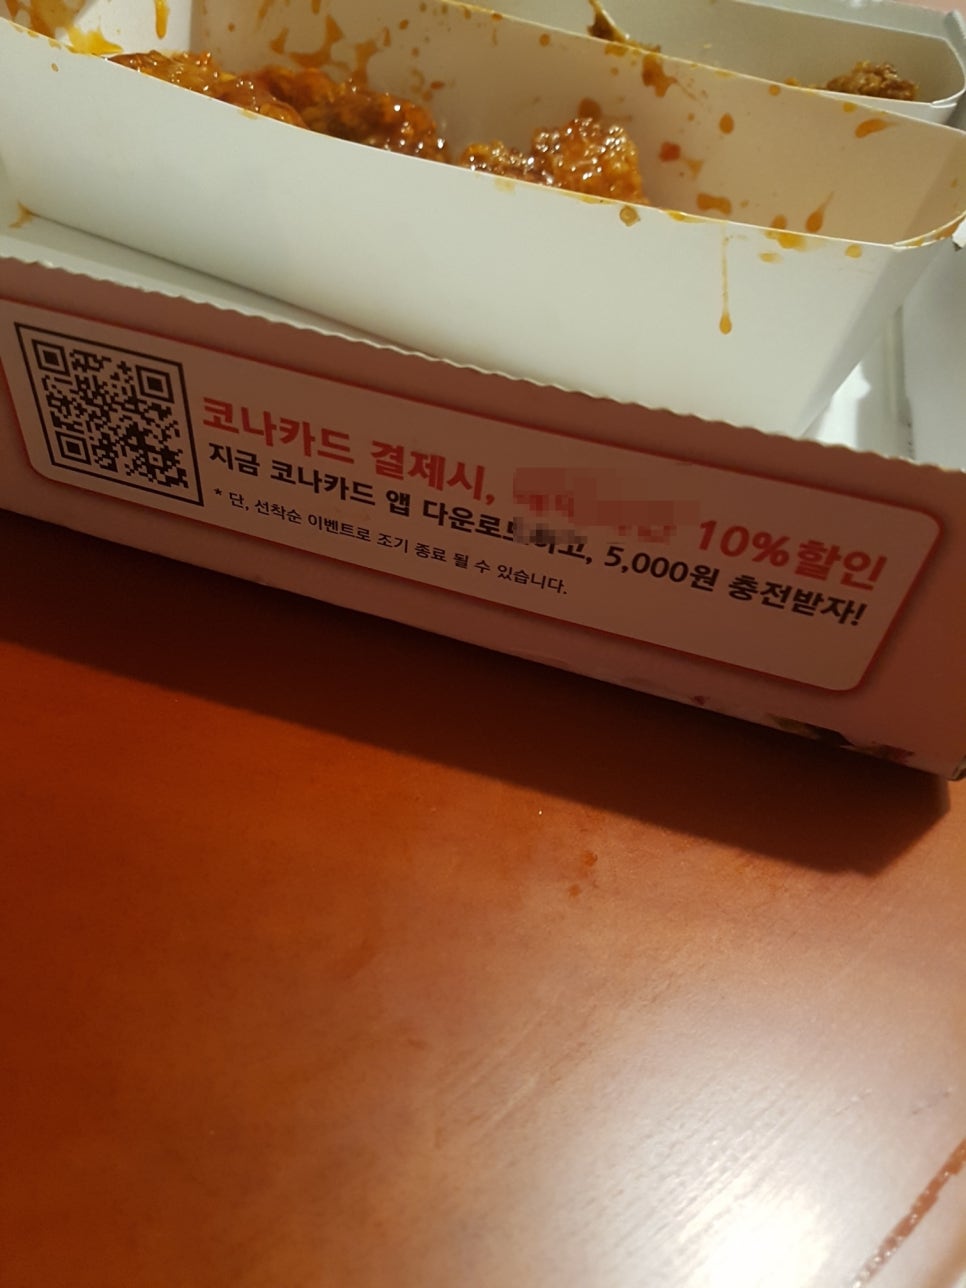 코나카드 결제시, 10%할인
지금 코나카드 앱 다운로드하고, 5,000원 충전받자!
* 단, 선착순 이벤트로 조기 종료 될 수 있습니다.